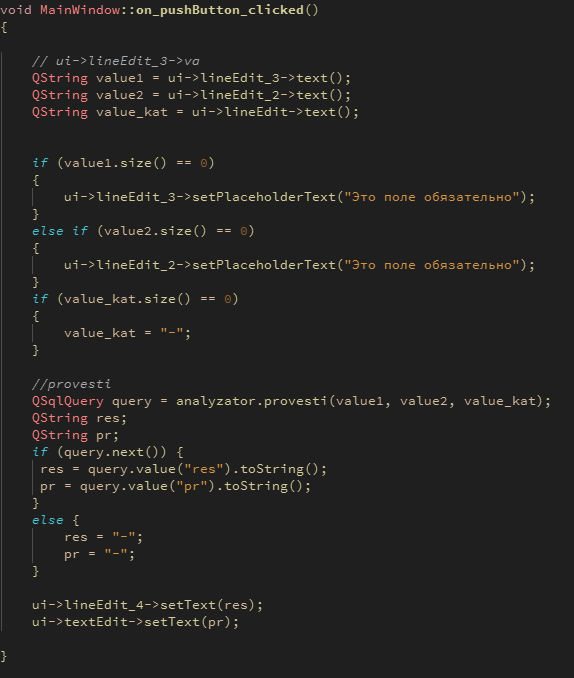 void MainWindow::on_pushButton_clicked()
{
// ui->lineEdit_3->va
QString value1 = ui->lineEdit_3->text();
QString value2 = ui->lineEdit_2->text();
QString value_kat = ui->lineEdit->text();
if (value1.size() == 0)
{
ui->lineEdit_3->setPlaceholderText("Это поле обязательно");
}
else if (value2.size() == 0)
{
ui->lineEdit_2->setPlaceholderText("Это поле обязательно");
}
if (value_kat.size() == 0)
{
value_kat = "-";
}
//provesti
QSqlQuery query = analyzator.provesti(value1, value2, value_kat);
QString res;
QString pr;
if (query.next()) {
res = query.value("res").toString();
pr = query.value("pr").toString();
}
else {
res = "-";
pr = "-";
}
ui->lineEdit_4->setText(res);
ui->textEdit->setText(pr);
}